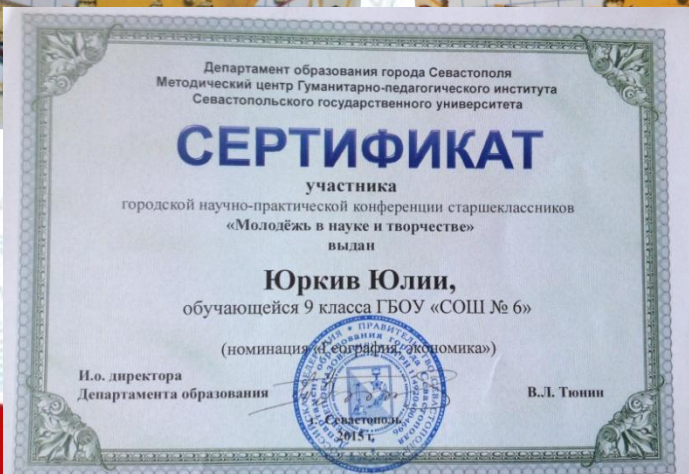 Департамент образования города Севастополя
Методический центр Гуманитарно-педагогического института
Севастопольского государственного университета
СЕРТИФИКАТ
участника
городской научно-практической конференции старшеклассников
«Молодёжь в науке и творчестве»
выдан
Юркив Юлии,
обучающейся 9 класса ГБОУ «СОШ № 6»
(номинация «География, экономика»)
И.о. директора
Департамента образования
В.Л. Тюнин
г. Севастополь,
2015 г.